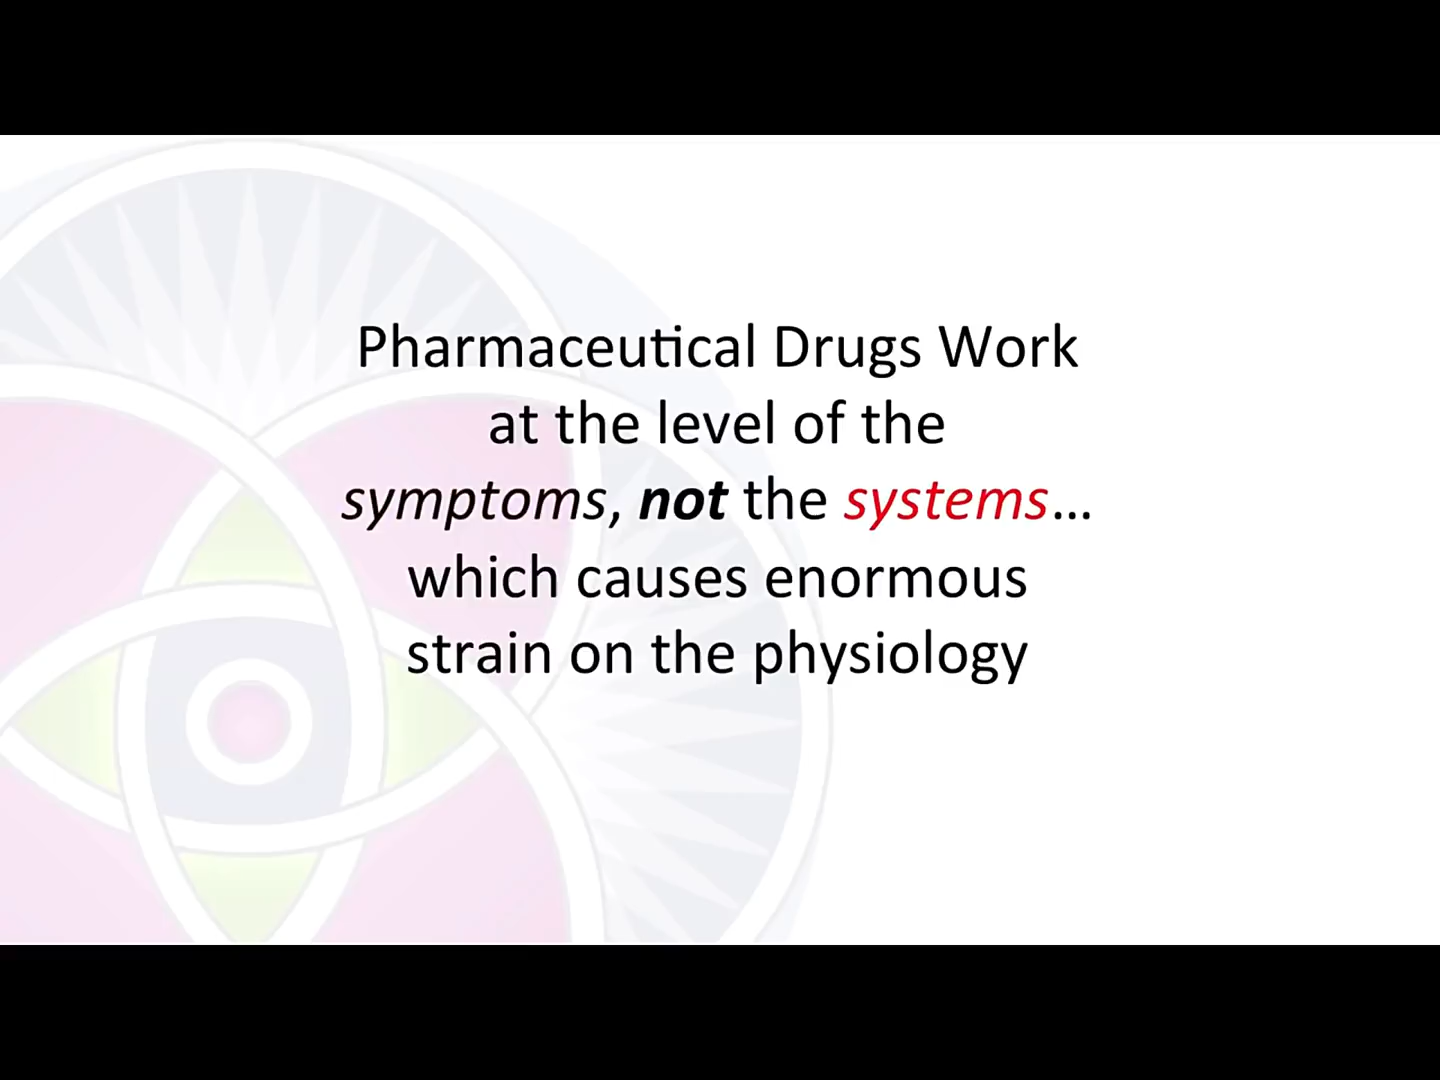 Pharmaceutical Drugs Work
at the level of the
symptoms, not the systems...
which causes enormous
strain on the physiology